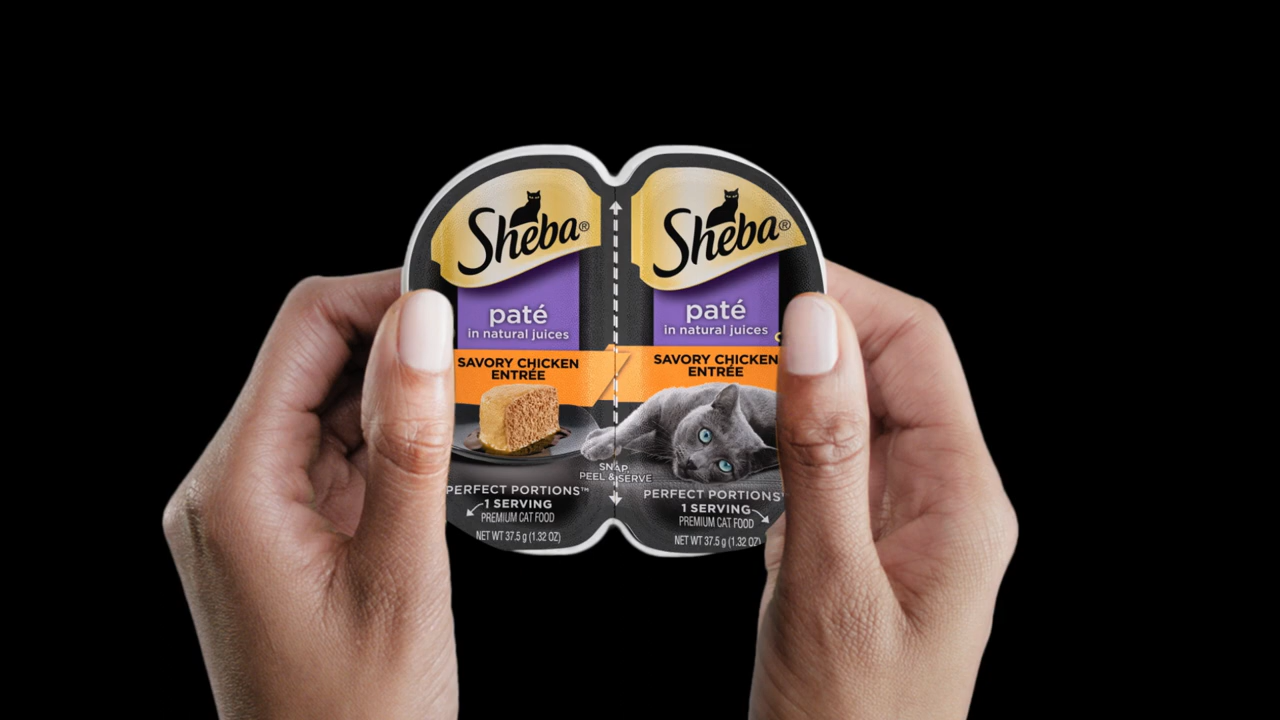 Sheba®
paté
in natural juices
SAVORY CHICKEN
ENTRÉE
Sheba®
paté
in natural juices
SAVORY CHICKEN
ENTRÉE
SNAP,
PEEL & SERVE
PERFECT PORTIONS™
1 SERVING
PREMIUM CAT FOOD
NET WT 37.5 g (1.32 OZ)
PERFECT PORTIONS
1 SERVING
PREMIUM CAT FOOD
NET WT 37.5 g (1.32 OZ)